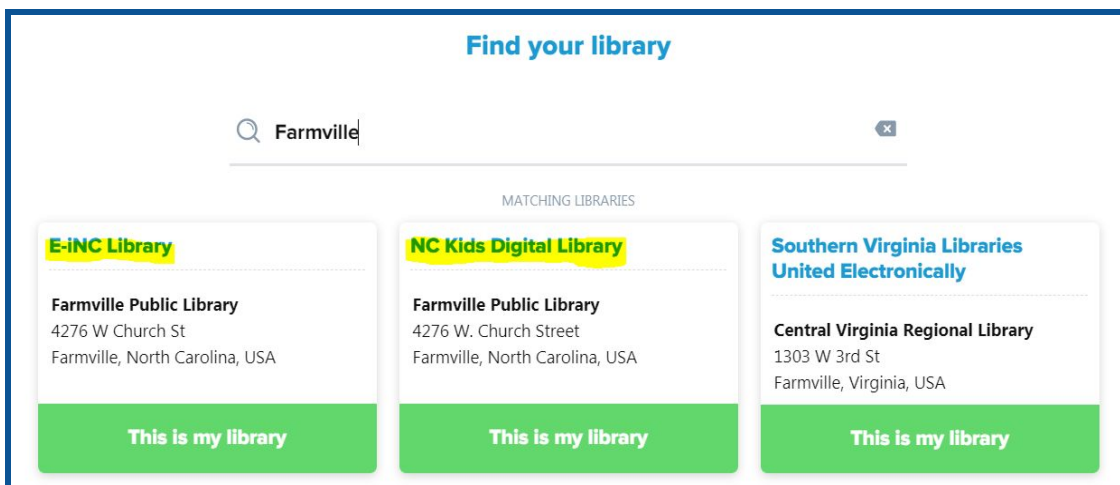 Find your library
Farmville
MATCHING LIBRARIES
E-iNC Library
Farmville Public Library
4276 W Church St
Farmville, North Carolina, USA
This is my library
NC Kids Digital Library
Farmville Public Library
4276 W. Church Street
Farmville, North Carolina, USA
This is my library
Southern Virginia Libraries
United Electronically
Central Virginia Regional Library
1303 W 3rd St
Farmville, Virginia, USA
This is my library